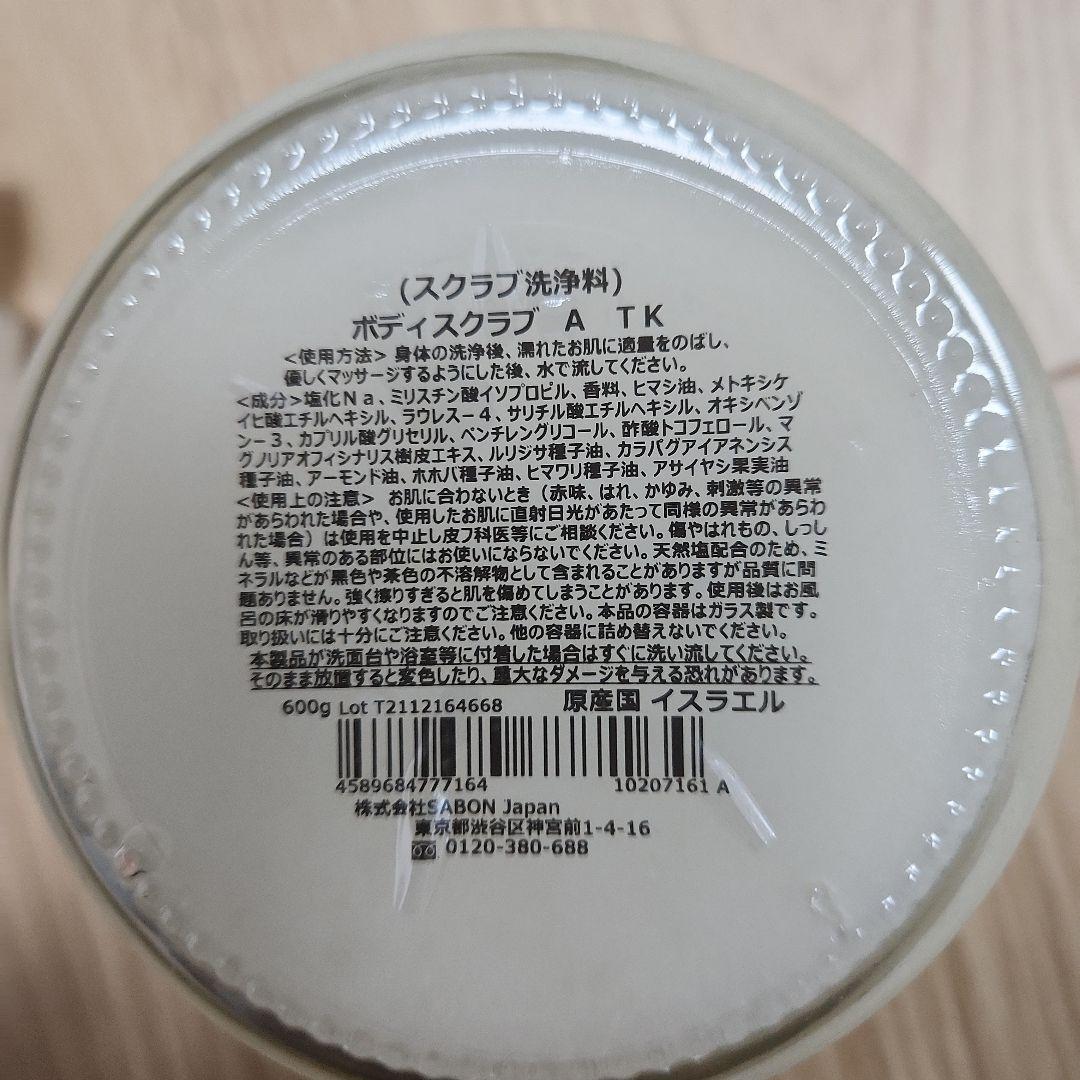 (スクラブ洗浄料)
ボディスクラブ A TK
<使用方法> 身体の洗浄後、濡れたお肌に適量をのばし、
優しくマッサージするようにした後、水で流してください。
<成分>塩化Na、ミリスチン酸イソプロピル、香料、ヒマシ油、メトキシケ
イヒ酸エチルヘキシル、ラウレス-4、サリチル酸エチルヘキシル、オキシベンゾ
ン-3、カプリル酸グリセリル、ペンチレングリコール、酢酸トコフェロール、マ
グノリアオフィシナリス樹皮エキス、ルリジサ種子油、カラパグアイアネンシス
種子油、アーモンド油、ホホバ種子油、ヒマワリ種子油、アサイヤシ果実油
<使用上の注意> お肌に合わないとき(赤味、はれ、かゆみ、刺激等の異常
があらわれた場合や、使用したお肌に直射日光があたって同様の異常があらわ
れた場合)は使用を中止し皮フ科医等にご相談ください。傷やはれもの、しっし
ん等、異常のある部位にはお使いにならないでください。天然塩配合のため、ミ
ネラルなどが黒色や茶色の不溶解物として含まれることがありますが品質に問
題ありません。強く擦りすぎると肌を傷めてしまうことがあります。使用後はお風
呂の床が滑りやすくなりますのでご注意ください。本品の容器はガラス製です。
取り扱いには十分にご注意ください。他の容器に詰め替えないでください。
本製品が洗面台や浴室等に付着した場合はすぐに洗い流してください。
そのまま放置すると変色したり、重大なダメージを与える恐れがあります。
600g Lot T2112164668 原産国 イスラエル
4589684777164 10207161 A
株式会社SABON Japan
東京都渋谷区神宮前1-4-16
0120-380-688